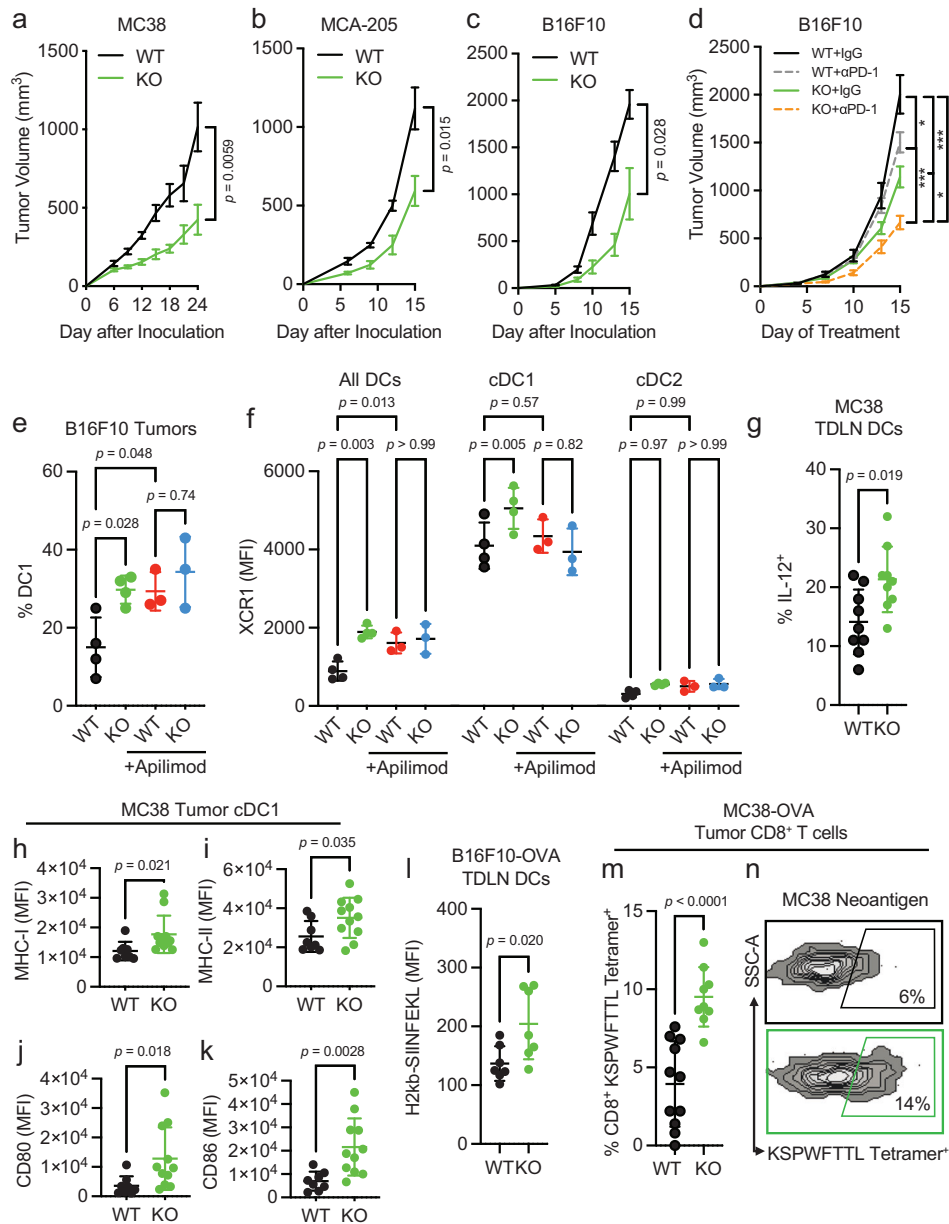 a
MC38
Tumor Volume (mm³)
1000
500
0
WT
KO
p = 0.0059
0 6 12 18 24
Day after Inoculation
b
MCA-205
1000
500
0
WT
KO
p = 0.015
0 5 10 15
Day after Inoculation
c
B16F10
2500
2000
1500
1000
500
0
WT
KO
p = 0.028
0 5 10 15
Day after Inoculation
d
B16F10
Tumor Volume (mm³)
2500
2000
1500
1000
500
0
WT+IgG
WT+αPD-1
KO+IgG
KO+αPD-1
*
***
***
*
0 5 10 15
Day of Treatment
e
B16F10 Tumors
% DC1
60
40
20
0
p = 0.048
p = 0.028
p = 0.74
WT KO WT KO
+Apilimod
f
XCR1 (MFI)
6000
4000
2000
0
All DCs
p = 0.013
p = 0.003
p > 0.99
WT KO WT KO
+Apilimod
cDC1
p = 0.57
p = 0.005
p = 0.82
WT KO WT KO
+Apilimod
cDC2
p = 0.99
p = 0.97
p > 0.99
WT KO WT KO
+Apilimod
g
MC38
TDLN DCs
% IL-12⁺
40
30
20
10
0
p = 0.019
WT KO
MC38 Tumor cDC1
h
MHC-I (MFI)
4×10⁴
3×10⁴
2×10⁴
1×10⁴
0
p = 0.021
WT KO
i
MHC-II (MFI)
6×10⁴
4×10⁴
2×10⁴
0
p = 0.035
WT KO
j
CD80 (MFI)
4×10⁴
3×10⁴
2×10⁴
1×10⁴
0
p = 0.018
WT KO
k
CD86 (MFI)
5×10⁴
4×10⁴
3×10⁴
2×10⁴
1×10⁴
0
p = 0.0028
WT KO
l
B16F10-OVA
TDLN DCs
H2kb-SIINFEKL (MFI)
400
300
200
100
0
p = 0.020
WT KO
MC38-OVA
Tumor CD8⁺ T cells
m
% CD8⁺ KSPWFTTL Tetramer⁺
15
10
5
0
p < 0.0001
WT KO
n
MC38 Neoantigen
SSC-A
6%
14%
KSPWFTTL Tetramer⁺